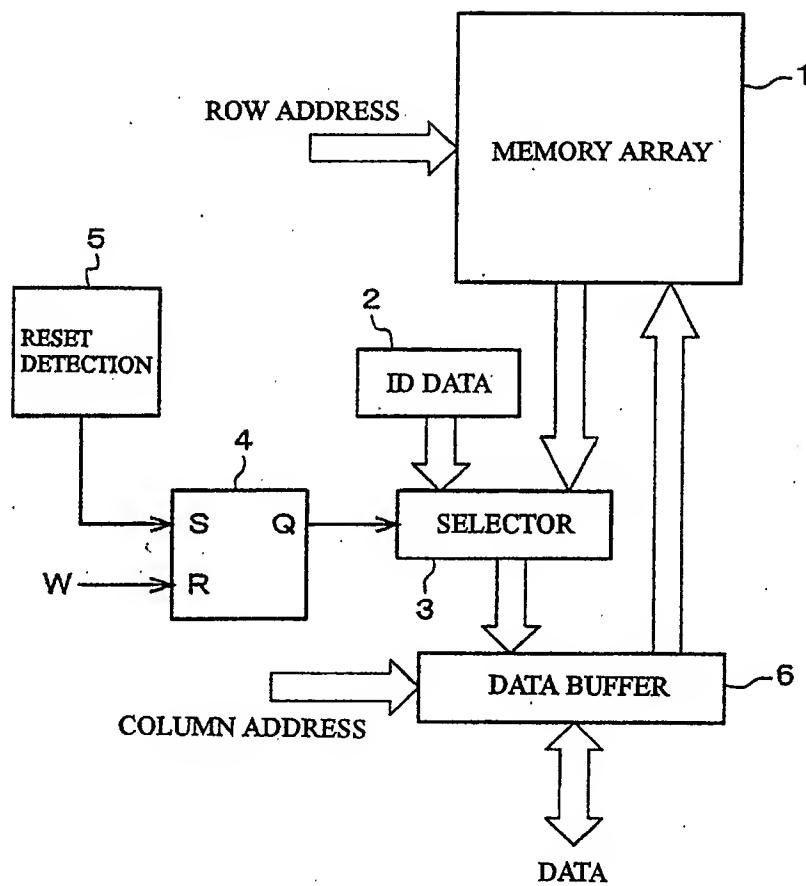 1
ROW ADDRESS
MEMORY ARRAY
5
2
RESET
DETECTION
ID DATA
4
S
Q
SELECTOR
W
R
3
DATA BUFFER
6
COLUMN ADDRESS
DATA